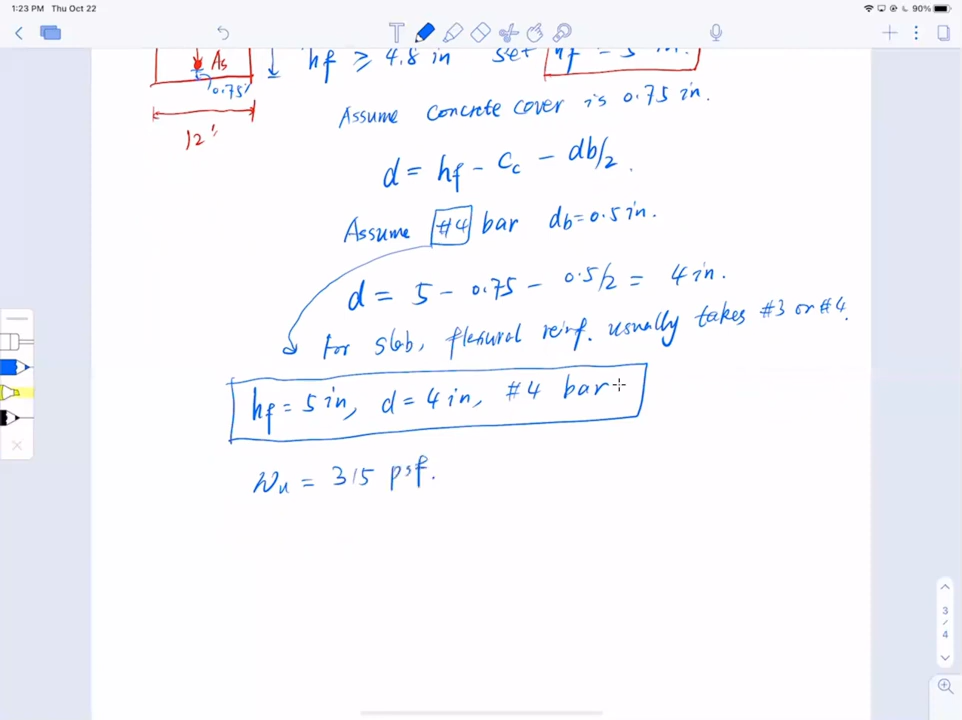 1:23 PM Thu Oct 22
90%
As
0.75"
12"
hf ≥ 4.8 in set hf = 5 in.
Assume concrete cover is 0.75 in.
d = hf - Cc - db/2 .
Assume #4 bar db=0.5in.
d = 5 - 0.75 - 0.5/2 = 4 in.
For slab, flexural reinf. usually takes #3 or #4.
hf = 5 in, d = 4 in, #4 bar
Wu = 315 psf.
3
/
4